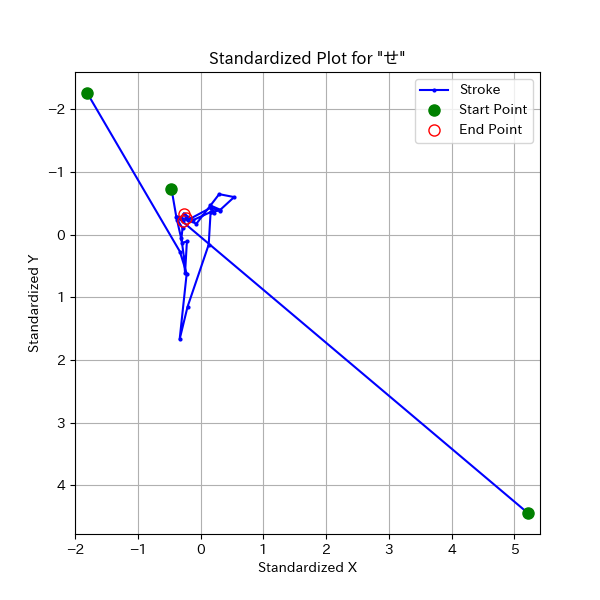 Standardized Plot for "せ"
Stroke
Start Point
End Point
Standardized Y
−2
−1
0
1
2
3
4
−2 −1 0 1 2 3 4 5
Standardized X